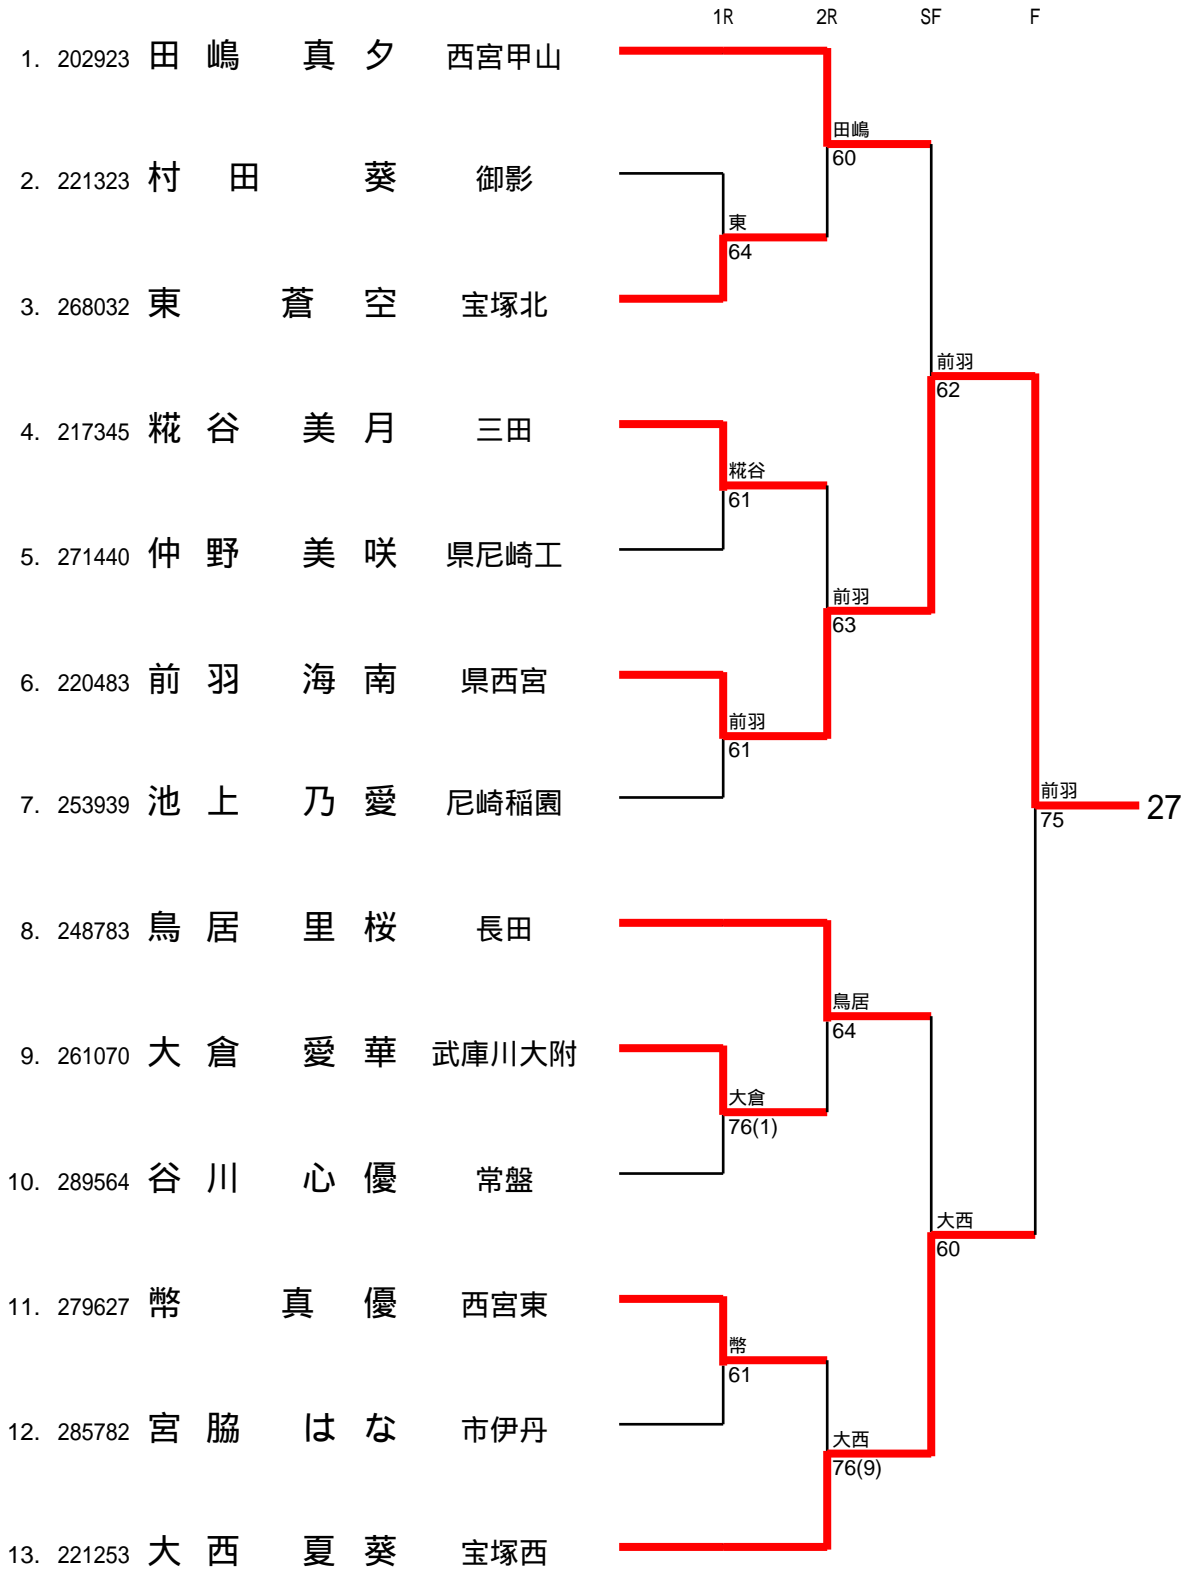 1R 2R SF F
1. 202923 田嶋 真夕 西宮甲山
田嶋
60
2. 221323 村田 葵 御影
東
64
3. 268032 東 蒼空 宝塚北
前羽
62
4. 217345 糀谷 美月 三田
糀谷
61
5. 271440 仲野 美咲 県尼崎工
前羽
63
6. 220483 前羽 海南 県西宮
前羽
61
7. 253939 池上 乃愛 尼崎稲園
前羽
75
27
8. 248783 鳥居 里桜 長田
鳥居
64
9. 261070 大倉 愛華 武庫川大附
大倉
76(1)
10. 289564 谷川 心優 常盤
大西
60
11. 279627 幣 真優 西宮東
幣
61
12. 285782 宮脇 はな 市伊丹
大西
76(9)
13. 221253 大西 夏葵 宝塚西